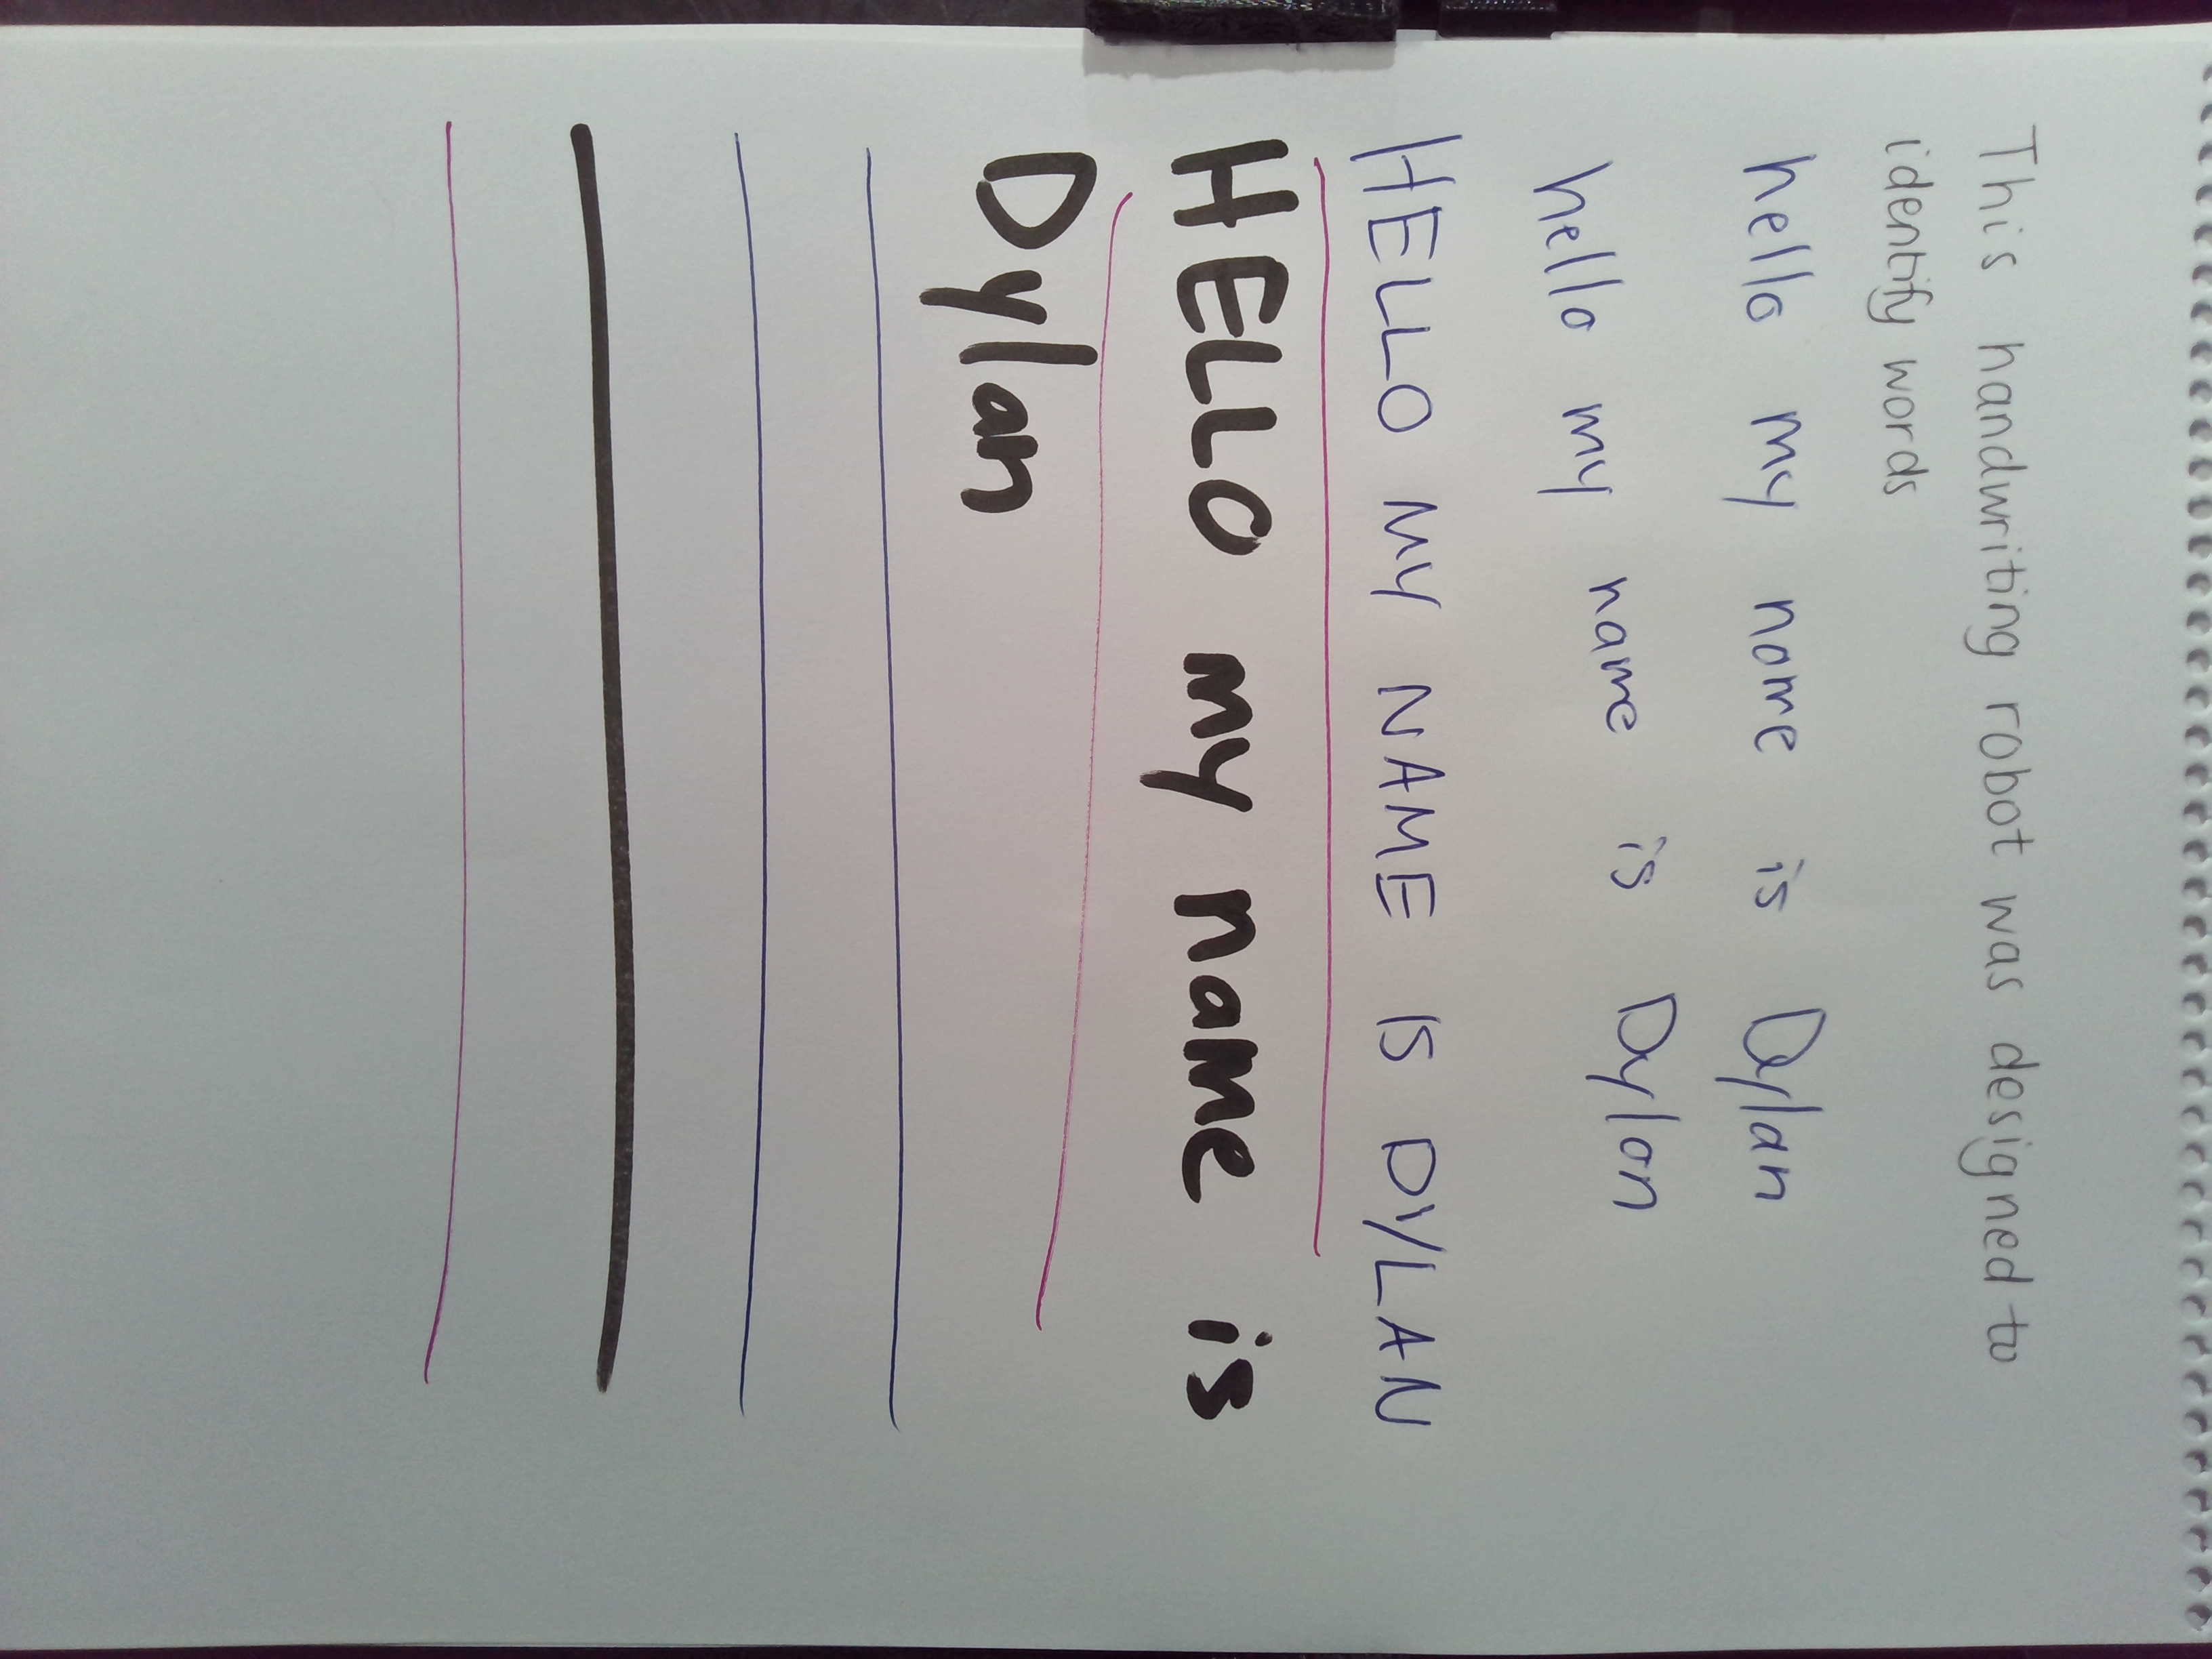 This handwriting robot was designed to
identify words
hello my name is Dylan
hello my name is Dylan
HELLO MY NAME IS DYLAN
HELLO my name is
Dylan